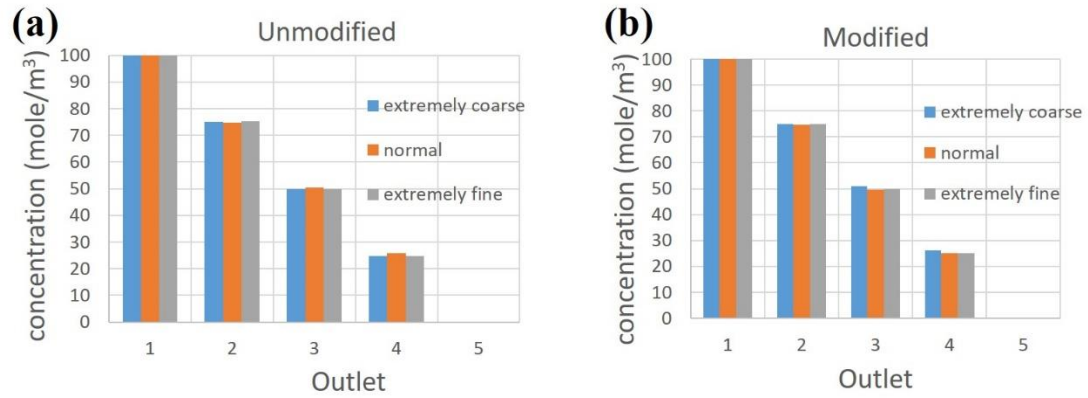 (a)
Unmodified
concentration (mole/m³)
100
90
80
70
60
50
40
30
20
10
0
extremely coarse
normal
extremely fine
1 2 3 4 5
Outlet
(b)
Modified
concentration (mole/m³)
100
90
80
70
60
50
40
30
20
10
0
extremely coarse
normal
extremely fine
1 2 3 4 5
Outlet